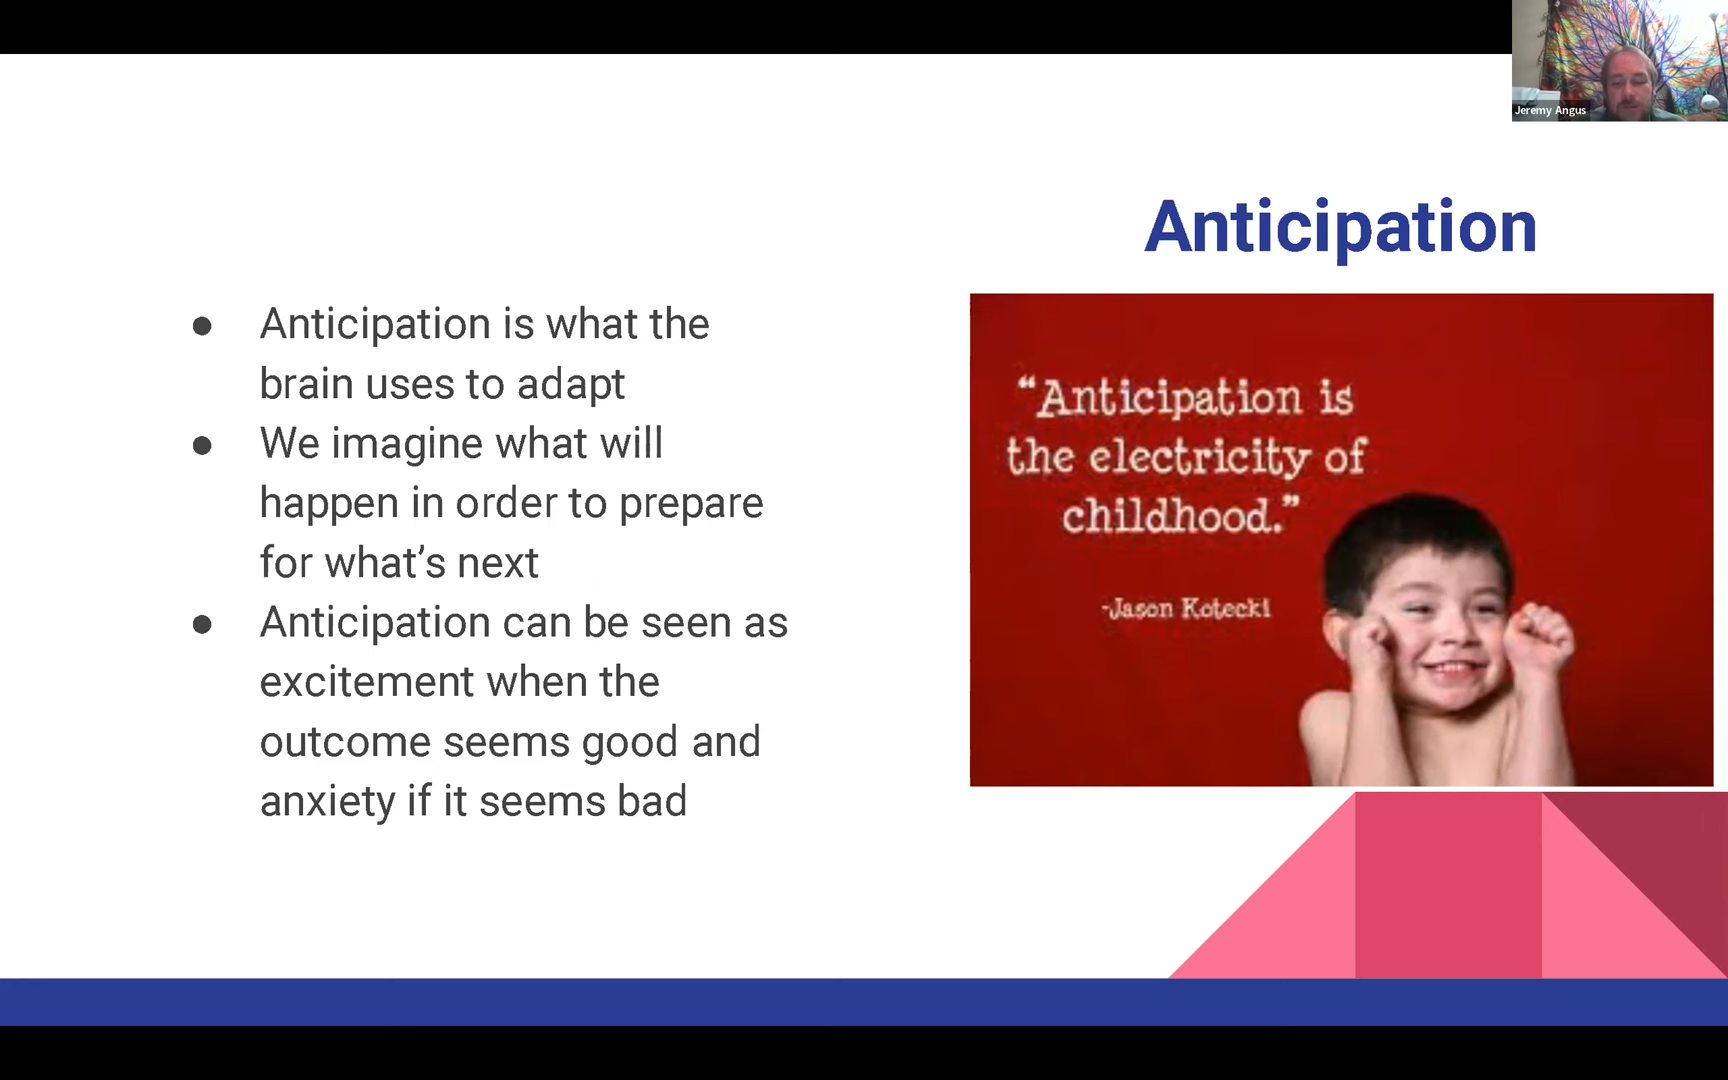 Jeremy Angus
Anticipation
● Anticipation is what the
brain uses to adapt
● We imagine what will
happen in order to prepare
for what’s next
● Anticipation can be seen as
excitement when the
outcome seems good and
anxiety if it seems bad
“Anticipation is
the electricity of
childhood.”
-Jason Kotecki